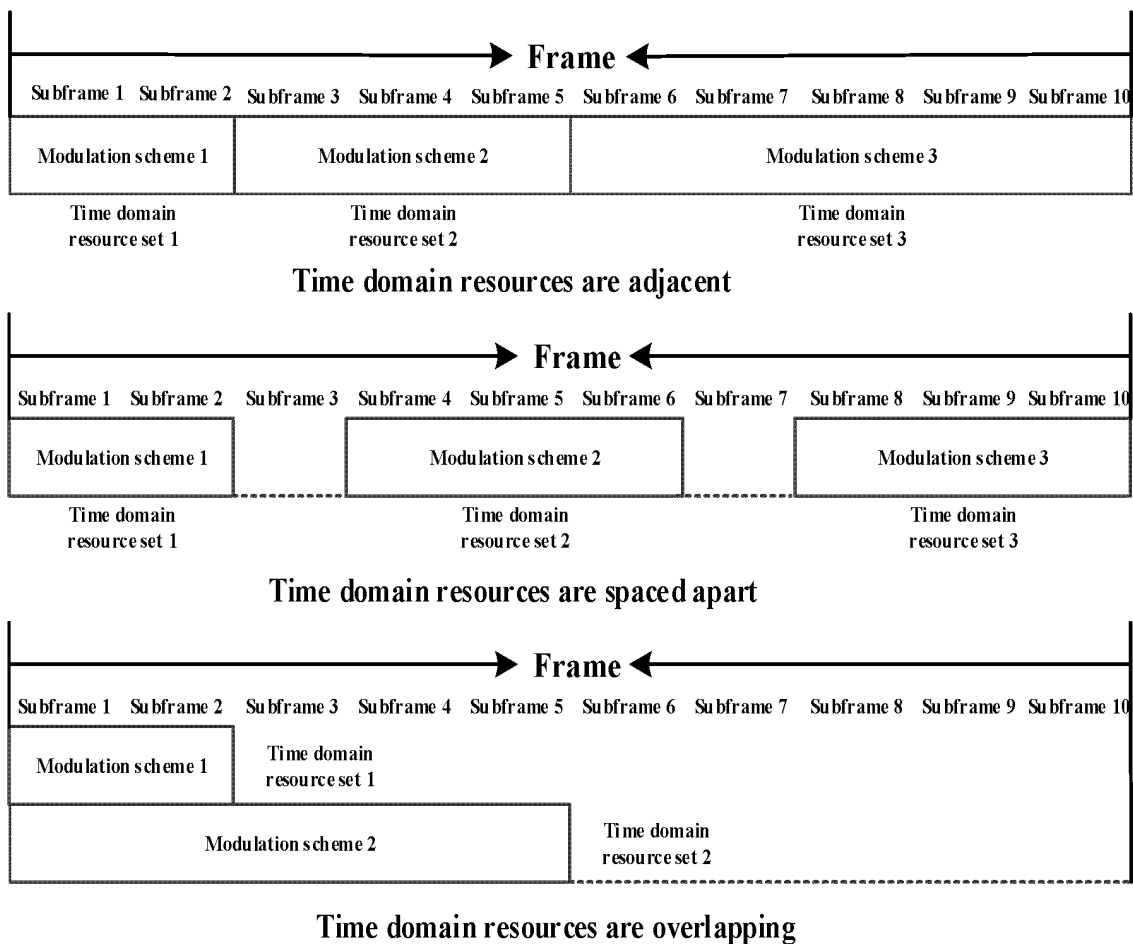 Frame
Subframe 1 Subframe 2 Subframe 3 Subframe 4 Subframe 5 Subframe 6 Subframe 7 Subframe 8 Subframe 9 Subframe 10
Modulation scheme 1 Modulation scheme 2 Modulation scheme 3
Time domain Time domain Time domain
resource set 1 resource set 2 resource set 3
Time domain resources are adjacent
Frame
Subframe 1 Subframe 2 Subframe 3 Subframe 4 Subframe 5 Subframe 6 Subframe 7 Subframe 8 Subframe 9 Subframe 10
Modulation scheme 1 Modulation scheme 2 Modulation scheme 3
Time domain Time domain Time domain
resource set 1 resource set 2 resource set 3
Time domain resources are spaced apart
Frame
Subframe 1 Subframe 2 Subframe 3 Subframe 4 Subframe 5 Subframe 6 Subframe 7 Subframe 8 Subframe 9 Subframe 10
Modulation scheme 1
Time domain
resource set 1
Modulation scheme 2
Time domain
resource set 2
Time domain resources are overlapping